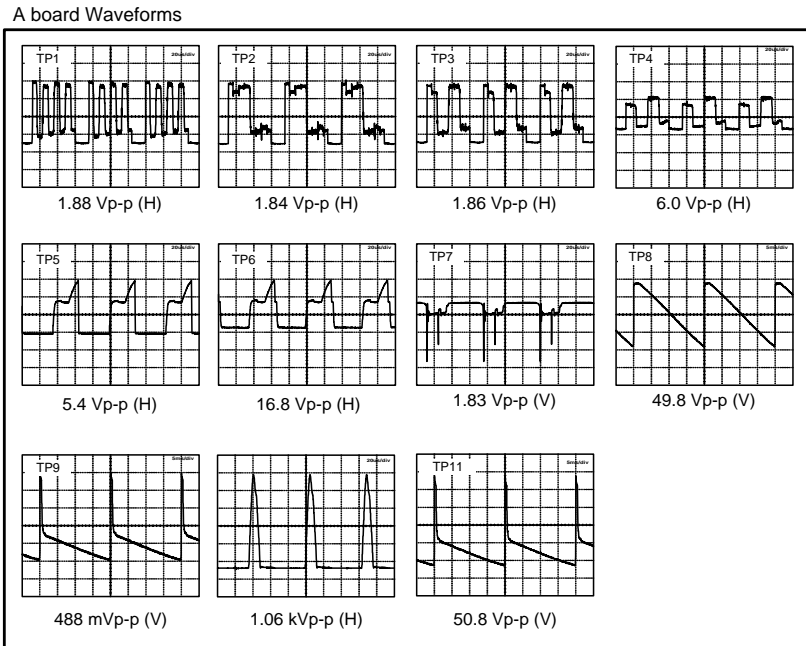 A board Waveforms
TP1
20us/div
TP2
20us/div
TP3
20us/div
TP4
20us/div
1.88 Vp-p (H)
1.84 Vp-p (H)
1.86 Vp-p (H)
6.0 Vp-p (H)
TP5
20us/div
TP6
20us/div
TP7
20us/div
TP8
5ms/div
5.4 Vp-p (H)
16.8 Vp-p (H)
1.83 Vp-p (V)
49.8 Vp-p (V)
TP9
5ms/div
20us/div
TP11
5ms/div
488 mVp-p (V)
1.06 kVp-p (H)
50.8 Vp-p (V)